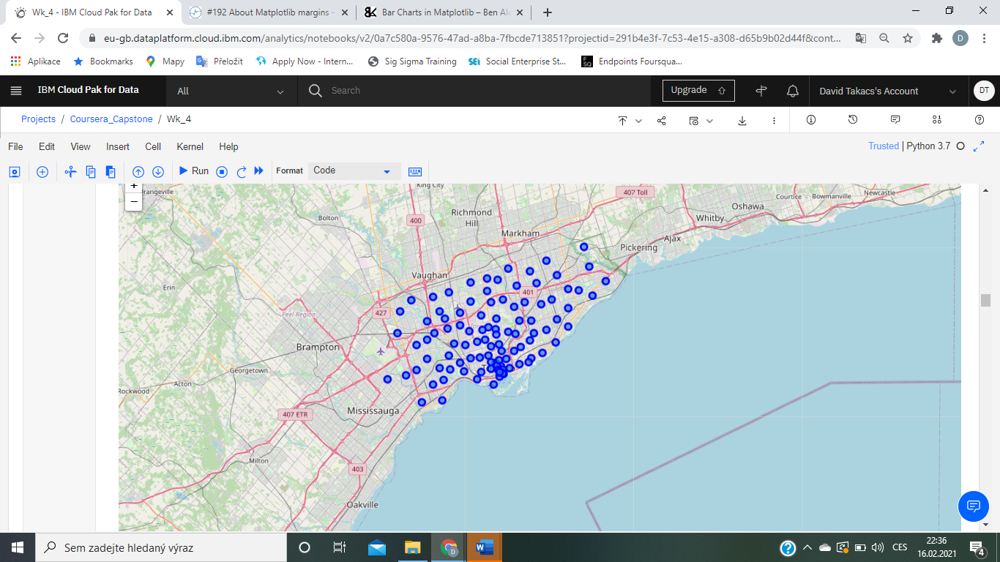 Wk_4 - IBM Cloud Pak for Data
#192 About Matplotlib margins
Bar Charts in Matplotlib – Ben Al
eu-gb.dataplatform.cloud.ibm.com/analytics/notebooks/v2/0a7c580a-9576-47ad-a8ba-7fbcde713851?projectid=291b4e3f-7c53-4e15-a308-d65b9b02d44f&cont...
D
Aplikace
Bookmarks
Mapy
Přeložit
Apply Now - Intern...
Sig Sigma Training
Social Enterprise St...
Endpoints Foursqua...
IBM Cloud Pak for Data
All
Search
Upgrade
David Takacs's Account
DT
Projects / Coursera_Capstone / Wk_4
File Edit View Insert Cell Kernel Help
Trusted | Python 3.7
Run
Format
Code
+
−
Orangeville
King City
407 Toll
Courtice
Bowmanville
Newcastle
Oshawa
Whitby
Bolton
400
Richmond
Hill
Markham
Ajax
Pickering
Vaughan
Erin
401
427
Peel Region
Brampton
Georgetown
Acton
Rockwood
Mississauga
407 ETR
Milton
403
Oakville
Sem zadejte hledaný výraz
CES
22:36
16.02.2021
4